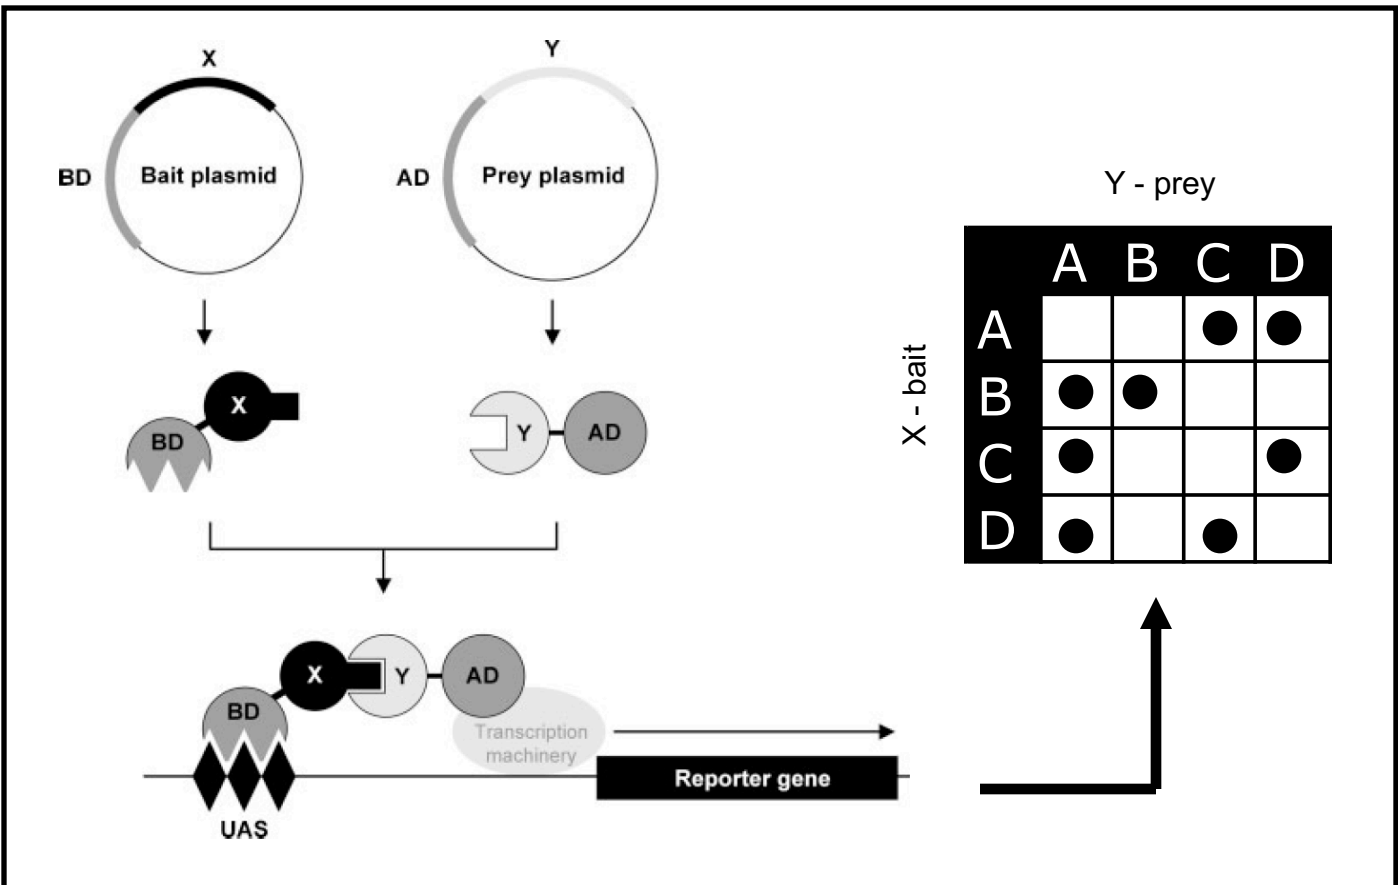 X
Y
BD
Bait plasmid
AD
Prey plasmid
X
BD
Y
AD
X
Y
AD
BD
Transcription
machinery
Reporter gene
UAS
Y - prey
A B C D
X - bait
A
B
C
D